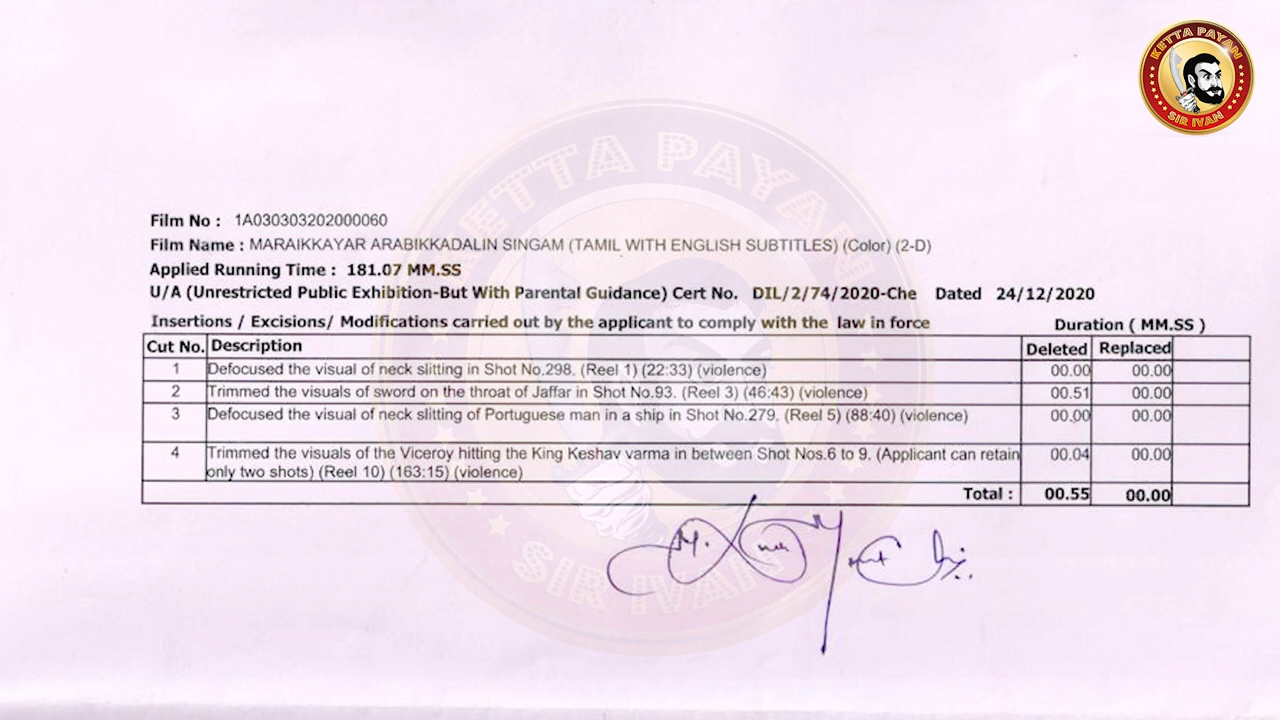 KETTA PAYAN
SIR IVAN
Film No : 1A030303202000060
Film Name : MARAIKKAYAR ARABIKKADALIN SINGAM (TAMIL WITH ENGLISH SUBTITLES) (Color) (2-D)
Applied Running Time : 181.07 MM.SS
U/A (Unrestricted Public Exhibition-But With Parental Guidance) Cert No. DIL/2/74/2020-Che Dated 24/12/2020
Insertions / Excisions/ Modifications carried out by the applicant to comply with the law in force Duration ( MM.SS )
Cut No. Description Deleted Replaced
1 Defocused the visual of neck slitting in Shot No.298. (Reel 1) (22:33) (violence) 00.00 00.00
2 Trimmed the visuals of sword on the throat of Jaffar in Shot No.93. (Reel 3) (46:43) (violence) 00.51 00.00
3 Defocused the visual of neck slitting of Portuguese man in a ship in Shot No.279. (Reel 5) (88:40) (violence) 00.00 00.00
4 Trimmed the visuals of the Viceroy hitting the King Keshav varma in between Shot Nos.6 to 9. (Applicant can retain 00.04 00.00
only two shots) (Reel 10) (163:15) (violence)
Total : 00.55 00.00
KETTA PAYAN
SIR IVAN